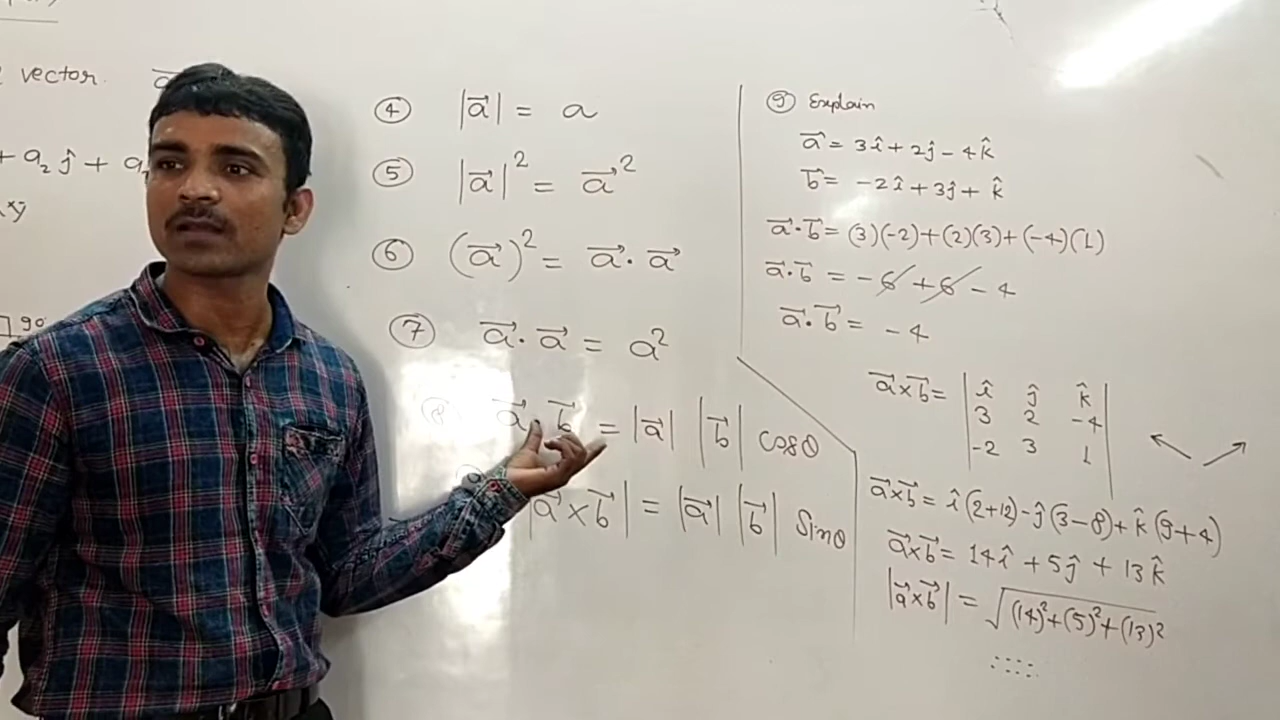 vector. a⃗
+ a₂ ĵ + a
xy
90
④ |a⃗| = a
⑤ |a⃗|² = a⃗²
⑥ (a⃗)² = a⃗·a⃗
⑦ a⃗·a⃗ = a²
⑧ a⃗·b⃗ = |a⃗| |b⃗| cosθ
|a⃗×b⃗| = |a⃗| |b⃗| Sinθ
⑨ Explain
a⃗ = 3î+2ĵ-4k̂
b⃗ = -2î+3ĵ+k̂
a⃗·b⃗ = (3)(-2)+(2)(3)+(-4)(1)
a⃗·b⃗ = -6+6-4
a⃗·b⃗ = -4
a⃗×b⃗ = | î ĵ k̂
3 2 -4
-2 3 1 |
a⃗×b⃗ = î(2+12)-ĵ(3-8)+k̂(9+4)
a⃗×b⃗ = 14î+5ĵ+13k̂
|a⃗×b⃗| = √(14)²+(5)²+(13)²